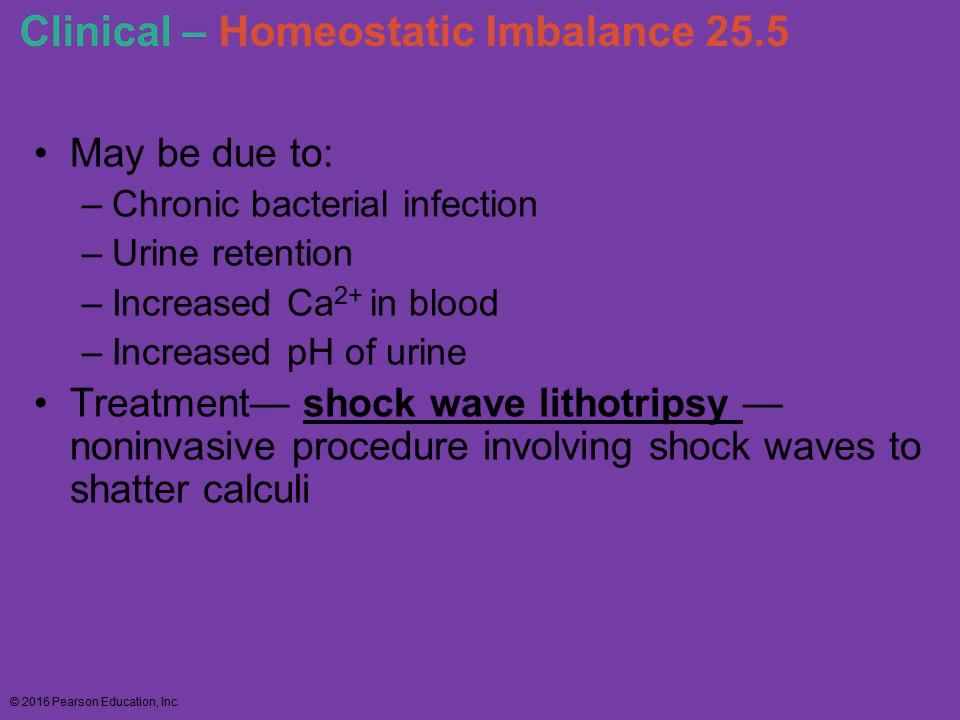 Clinical – Homeostatic Imbalance 25.5
• May be due to:
– Chronic bacterial infection
– Urine retention
– Increased Ca²⁺ in blood
– Increased pH of urine
• Treatment— shock wave lithotripsy —
noninvasive procedure involving shock waves to
shatter calculi
© 2016 Pearson Education, Inc.